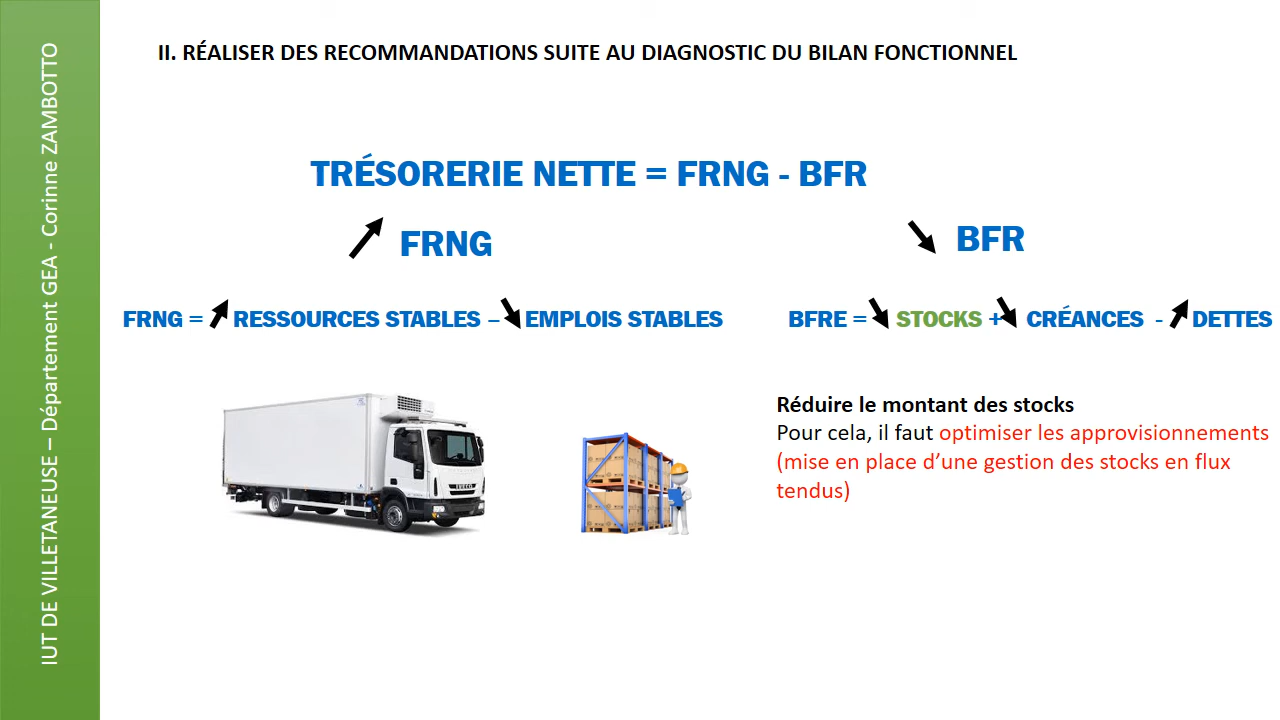 II. RÉALISER DES RECOMMANDATIONS SUITE AU DIAGNOSTIC DU BILAN FONCTIONNEL
IUT DE VILLETANEUSE – Département GEA - Corinne ZAMBOTTO
TRÉSORERIE NETTE = FRNG - BFR
FRNG
BFR
FRNG = RESSOURCES STABLES – EMPLOIS STABLES
BFRE = STOCKS + CRÉANCES - DETTES
Réduire le montant des stocks
Pour cela, il faut optimiser les approvisionnements
(mise en place d’une gestion des stocks en flux
tendus)
IVECO